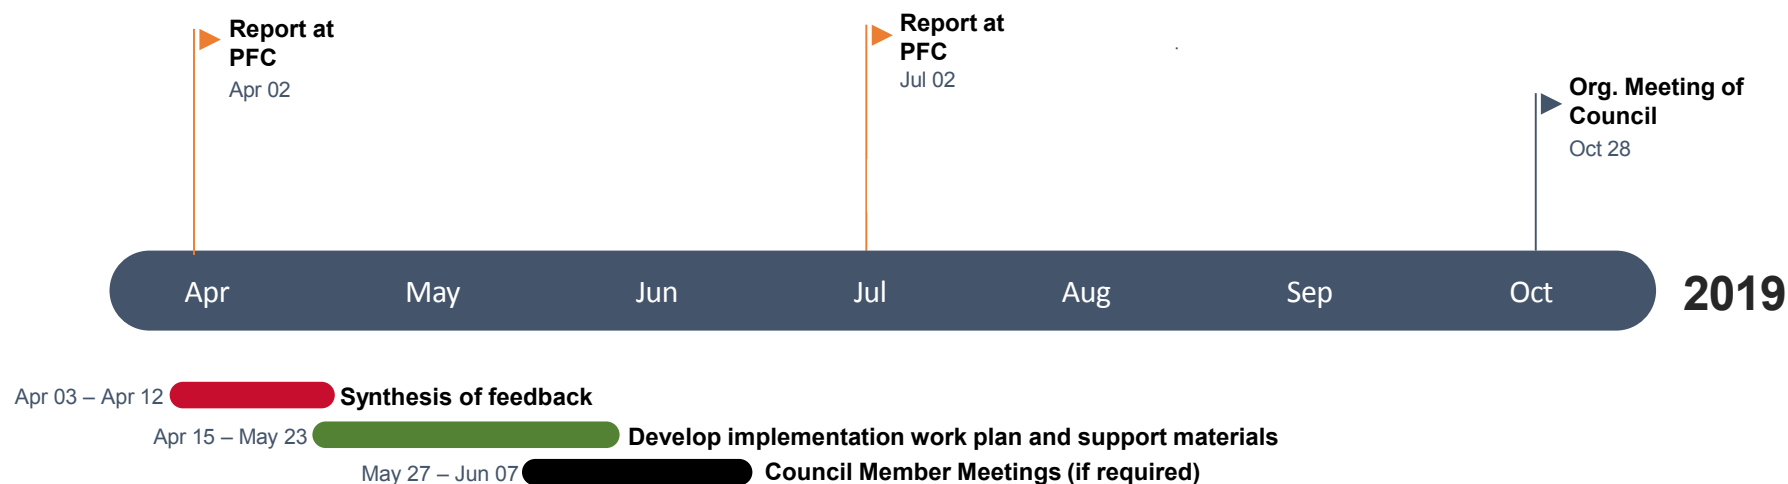 Report at
PFC
Apr 02
Report at
PFC
Jul 02
Org. Meeting of
Council
Oct 28
Apr May Jun Jul Aug Sep Oct 2019
Apr 03 – Apr 12 Synthesis of feedback
Apr 15 – May 23 Develop implementation work plan and support materials
May 27 – Jun 07 Council Member Meetings (if required)